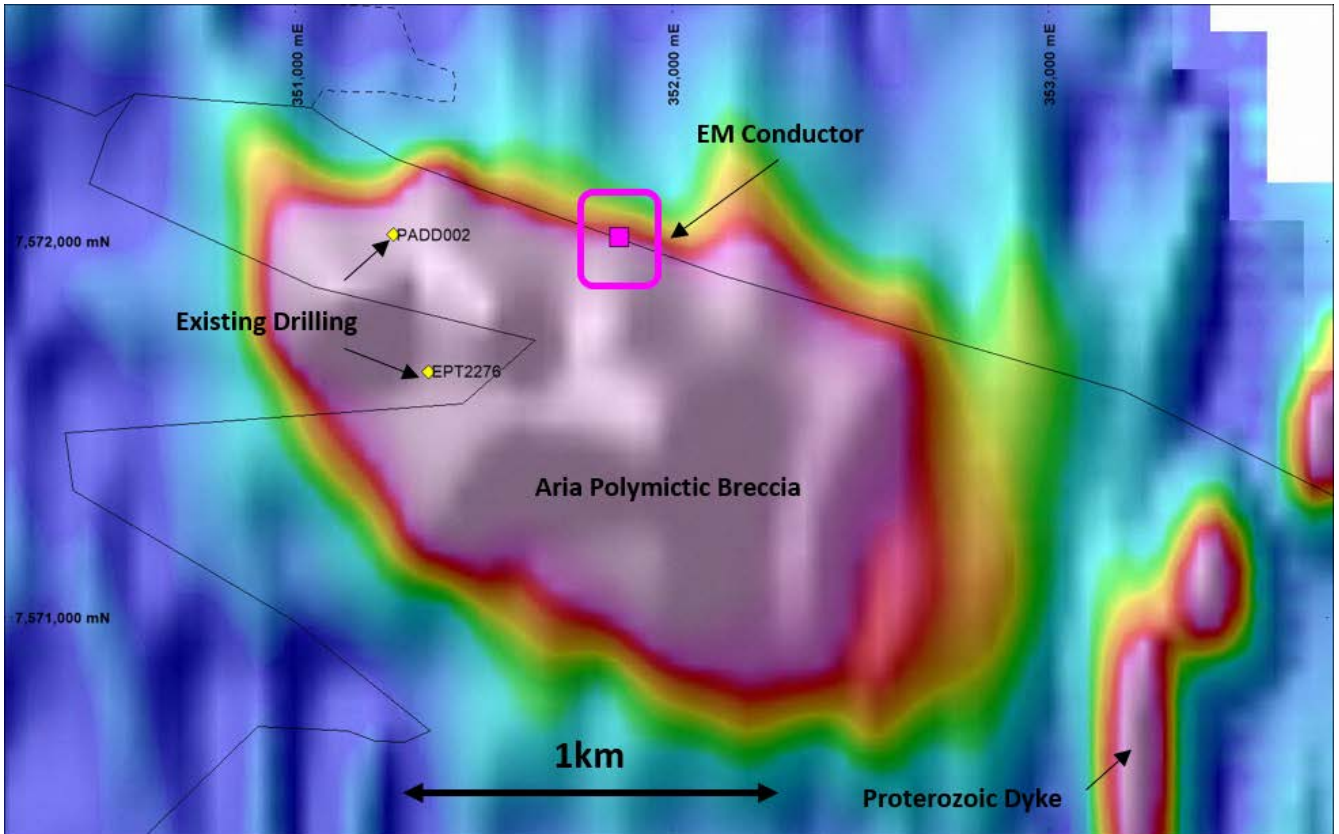 351,000 mE
352,000 mE
353,000 mE
EM Conductor
7,572,000 mN
PADD002
Existing Drilling
EPT2276
Aria Polymictic Breccia
7,571,000 mN
1km
Proterozoic Dyke